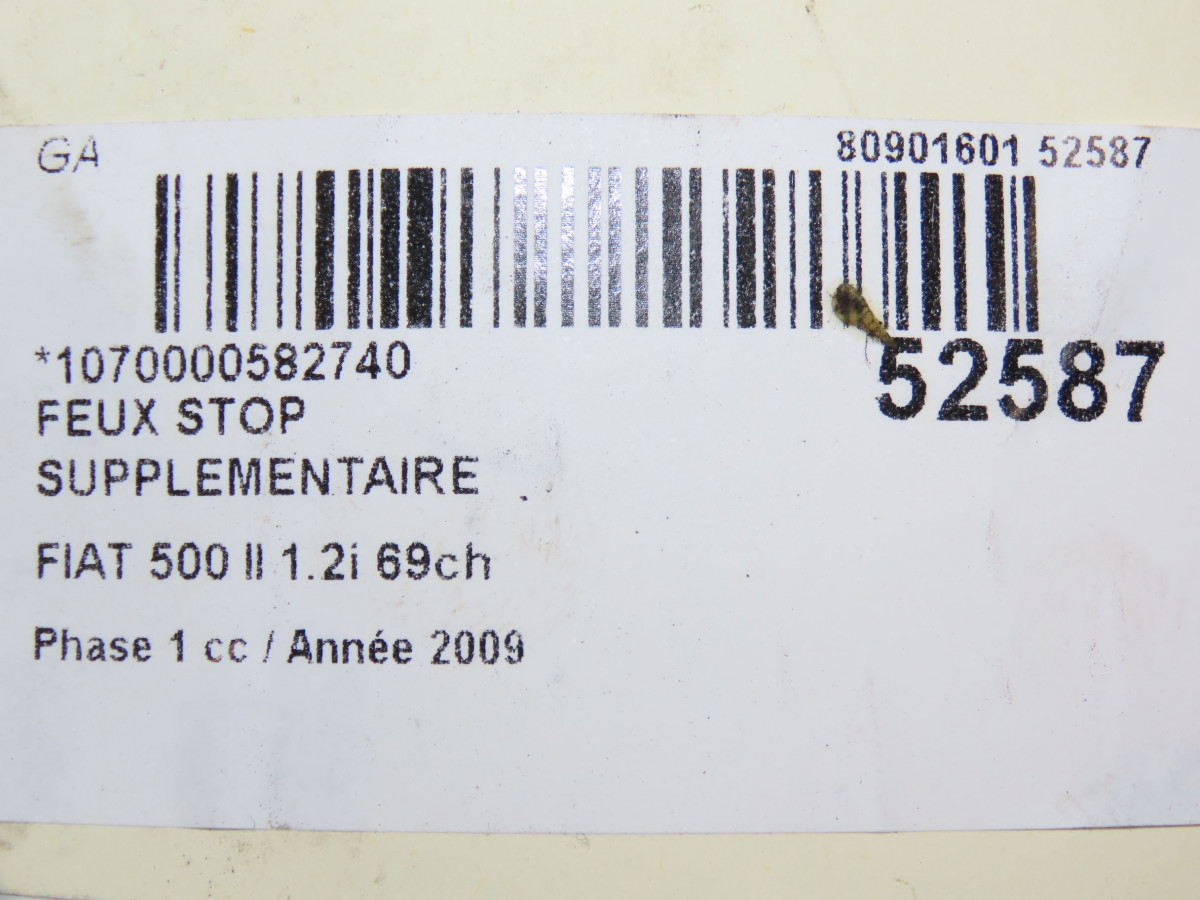 GA
80901601 52587
*1070000582740
52587
FEUX STOP
SUPPLEMENTAIRE
FIAT 500 II 1.2i 69ch
Phase 1 cc / Année 2009